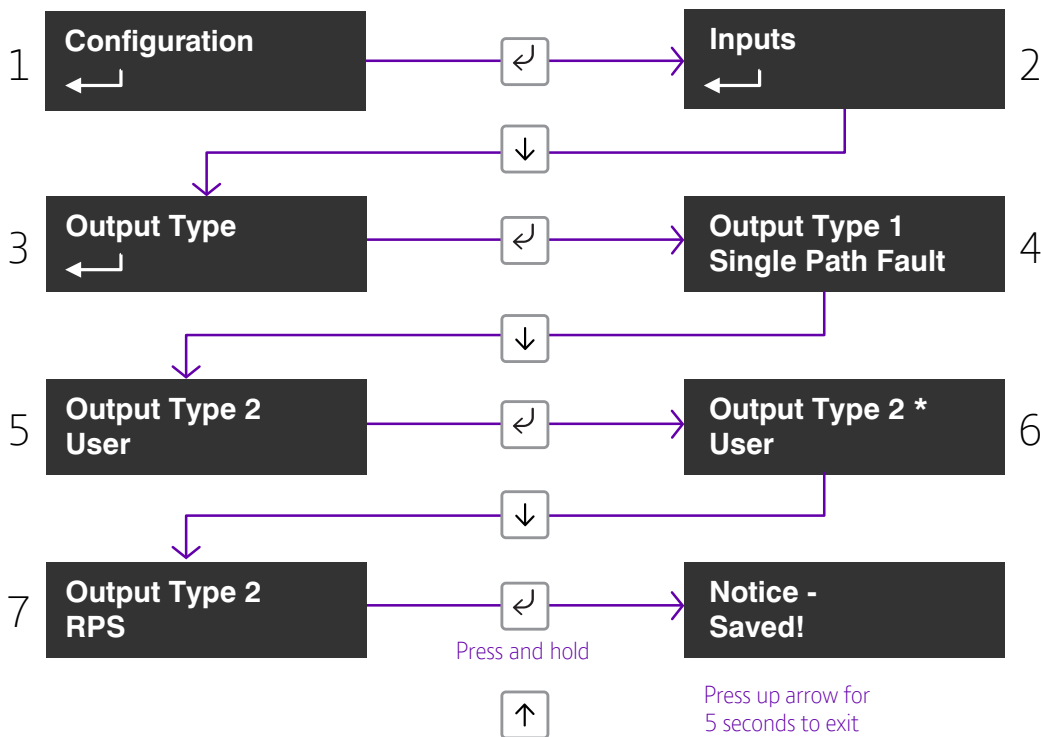 1
Configuration
Inputs
2
3
Output Type
Output Type 1
Single Path Fault
4
5
Output Type 2
User
Output Type 2 *
User
6
7
Output Type 2
RPS
Press and hold
Notice -
Saved!
Press up arrow for
5 seconds to exit